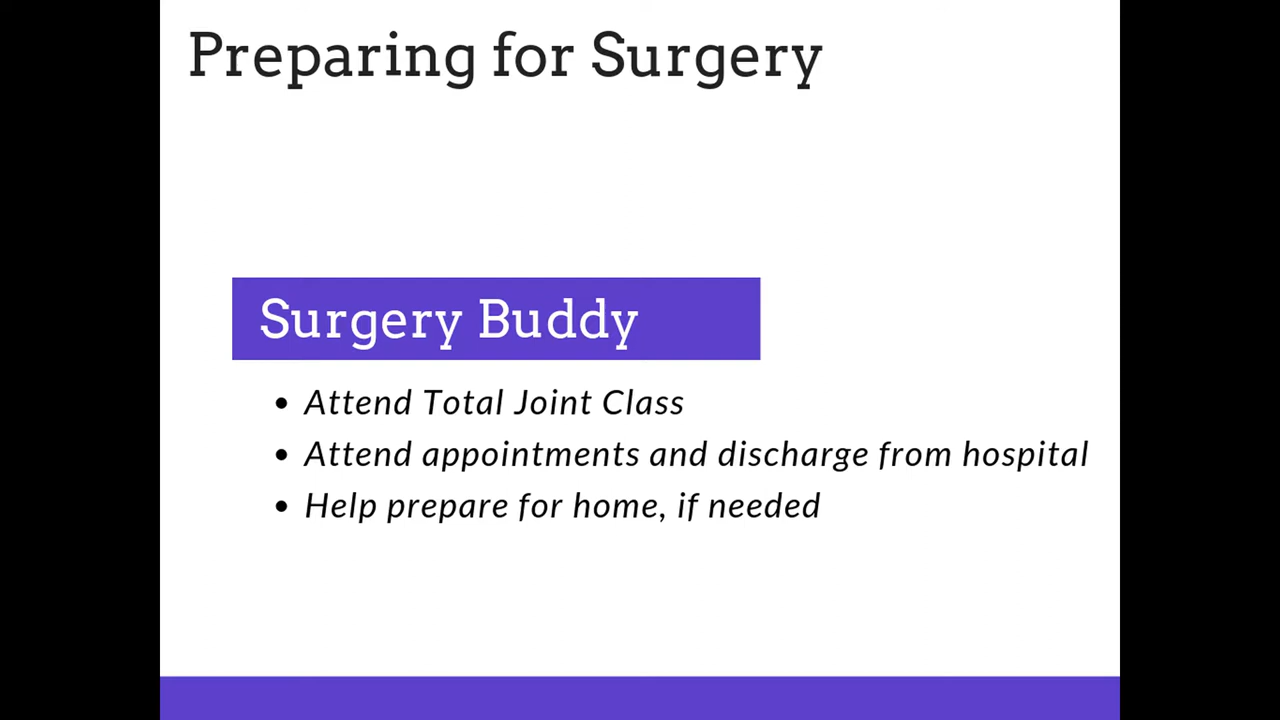 Preparing for Surgery
Surgery Buddy
• Attend Total Joint Class
• Attend appointments and discharge from hospital
• Help prepare for home, if needed